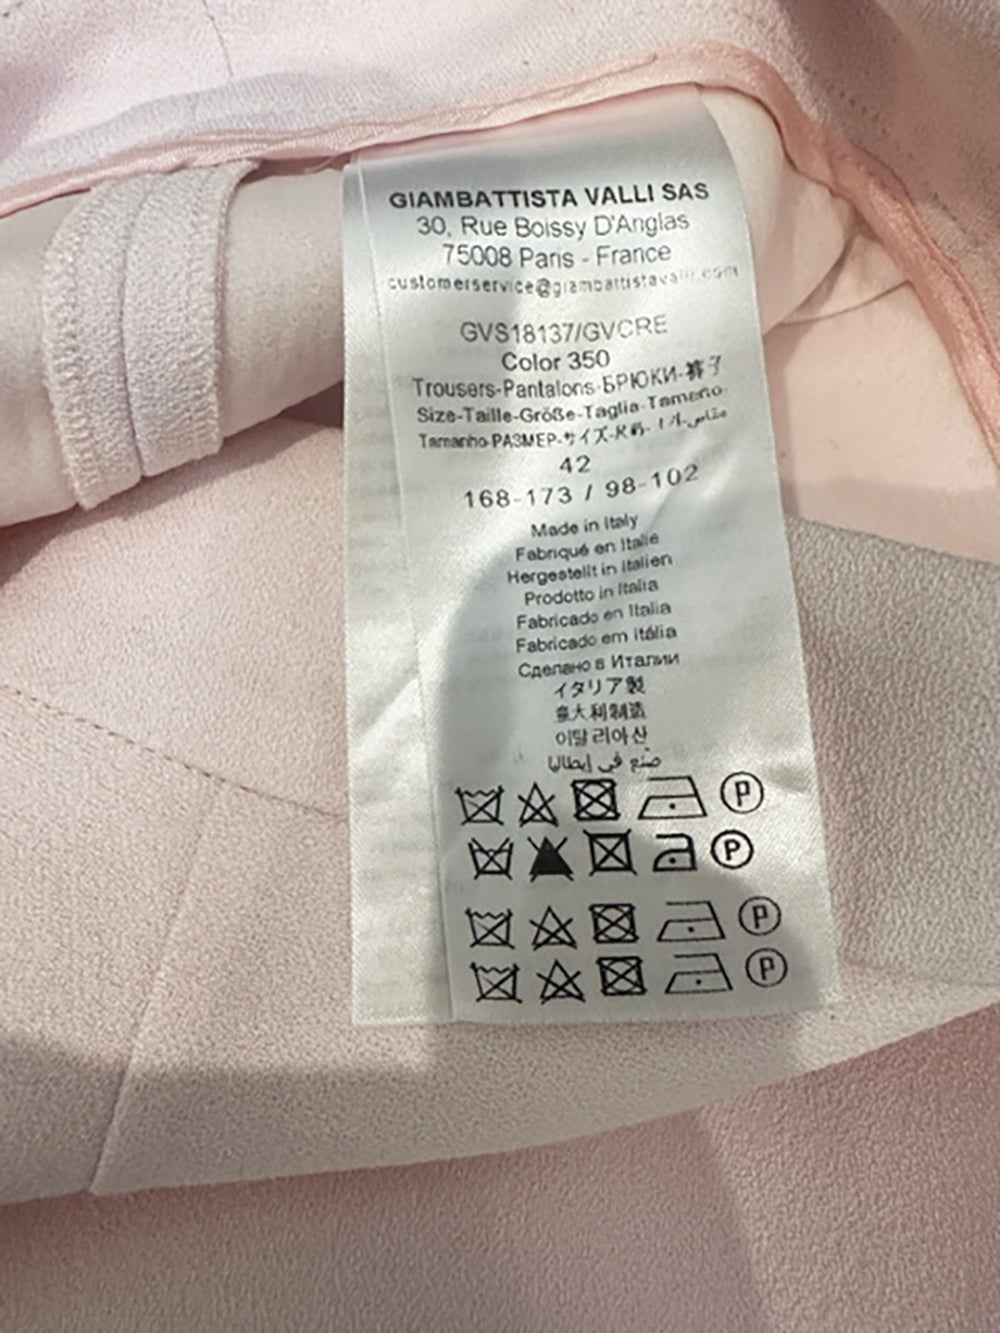 GIAMBATTISTA VALLI SAS
30, Rue Boissy D'Anglas
75008 Paris - France
customerservice@giambattistavalli.com
GVS18137/GVCRE
Color 350
Trousers-Pantalons-БРЮКИ-裤子
Size-Taille-Größe-Taglia-Tamaño-
Tamanho-РАЗМЕР-サイズ-尺码- مقاس
42
168-173 / 98-102
Made in Italy
Fabriqué en Italie
Hergestellt in Italien
Prodotto in Italia
Fabricado en Italia
Fabricado em itália
Сделано в Италии
イタリア製
意大利制造
이탈리아산
صنع في إيطاليا
P
P
P
P